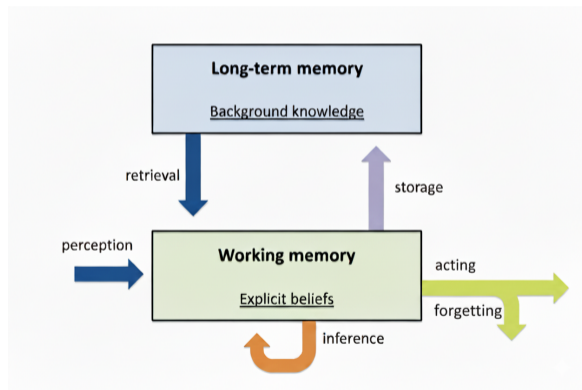 Long-term memory
Background knowledge
retrieval
storage
perception
Working memory
Explicit beliefs
acting
forgetting
inference